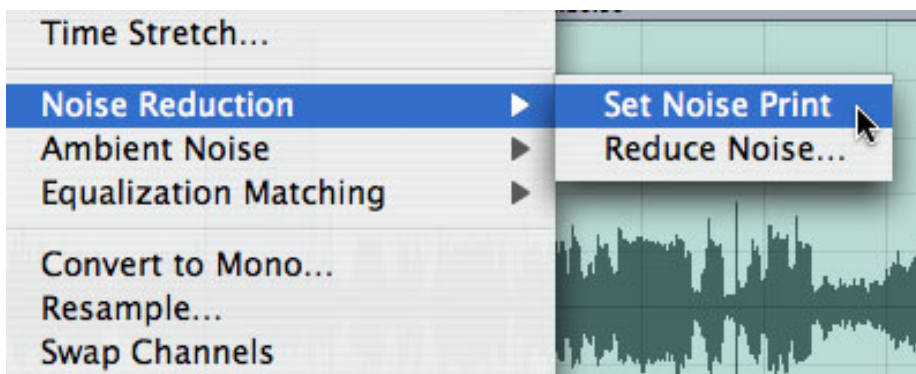 Time Stretch...
Noise Reduction
Set Noise Print
Ambient Noise
Reduce Noise...
Equalization Matching
Convert to Mono...
Resample...
Swap Channels